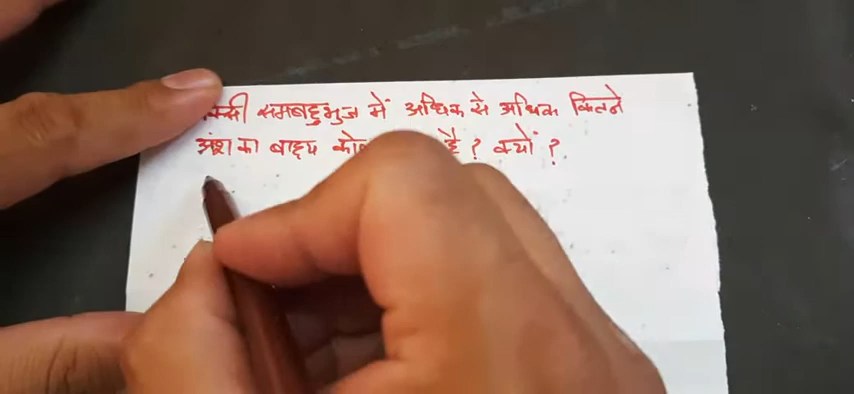 समबहुभुज में अधिक से अधिक कितने
अंश का बाह्य है? क्यों?